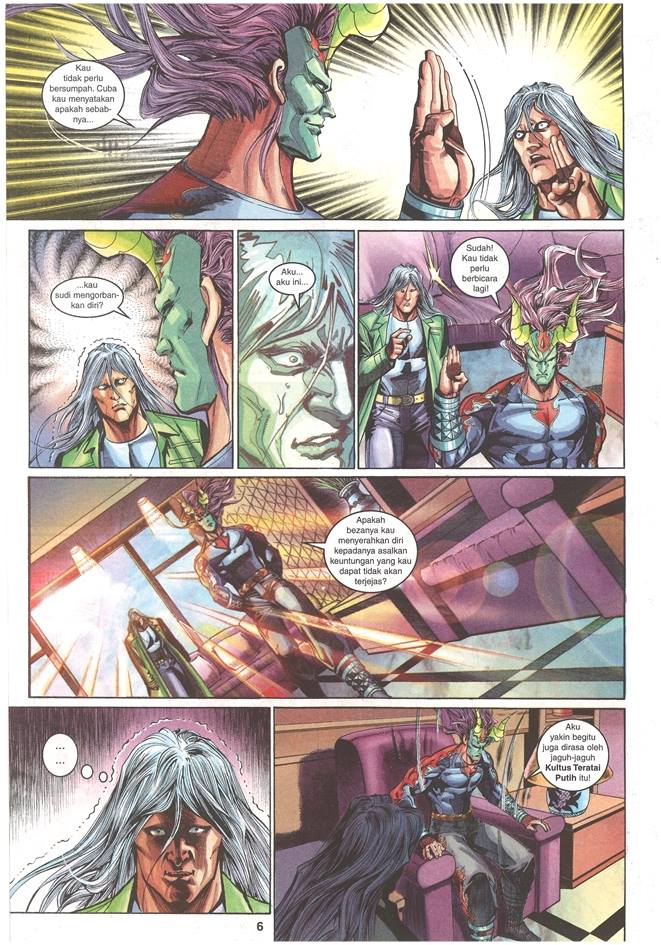 Kau
tidak perlu
bersumpah. Cuba
kau menyatakan
apakah sebab-
nya...
...kau
sudi mengorban-
kan diri?
Aku...
aku ini...
Sudah!
Kau tidak
perlu
berbicara
lagi!
Apakah
bezanya kau
menyerahkan diri
kepadanya asalkan
keuntungan yang kau
dapat tidak akan
terjejas?
...
...
Aku
yakin begitu
juga dirasa oleh
jaguh-jaguh
Kultus Teratai
Putih itu!
6